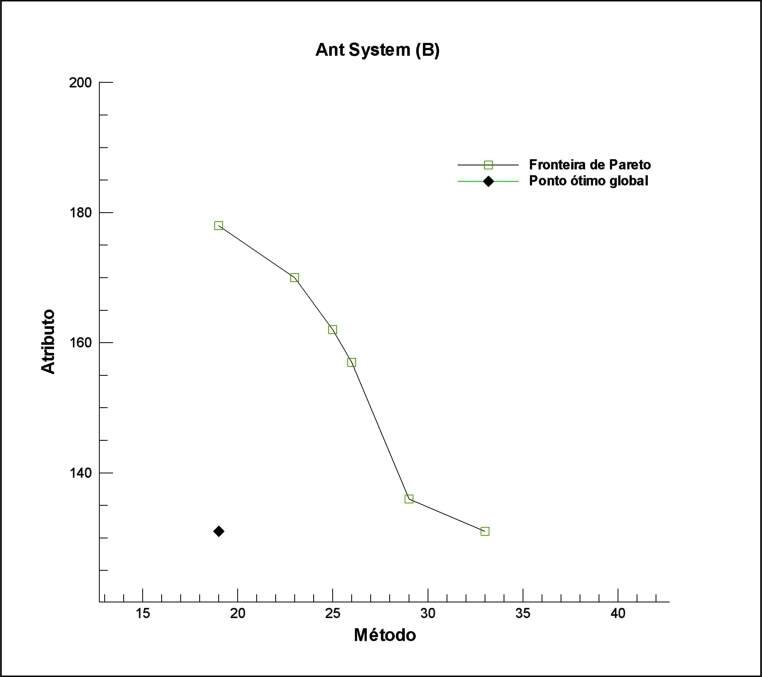 Ant System (B)
200
Fronteira de Pareto
Ponto ótimo global
180
160
Atributo
140
15 20 25 30 35 40
Método